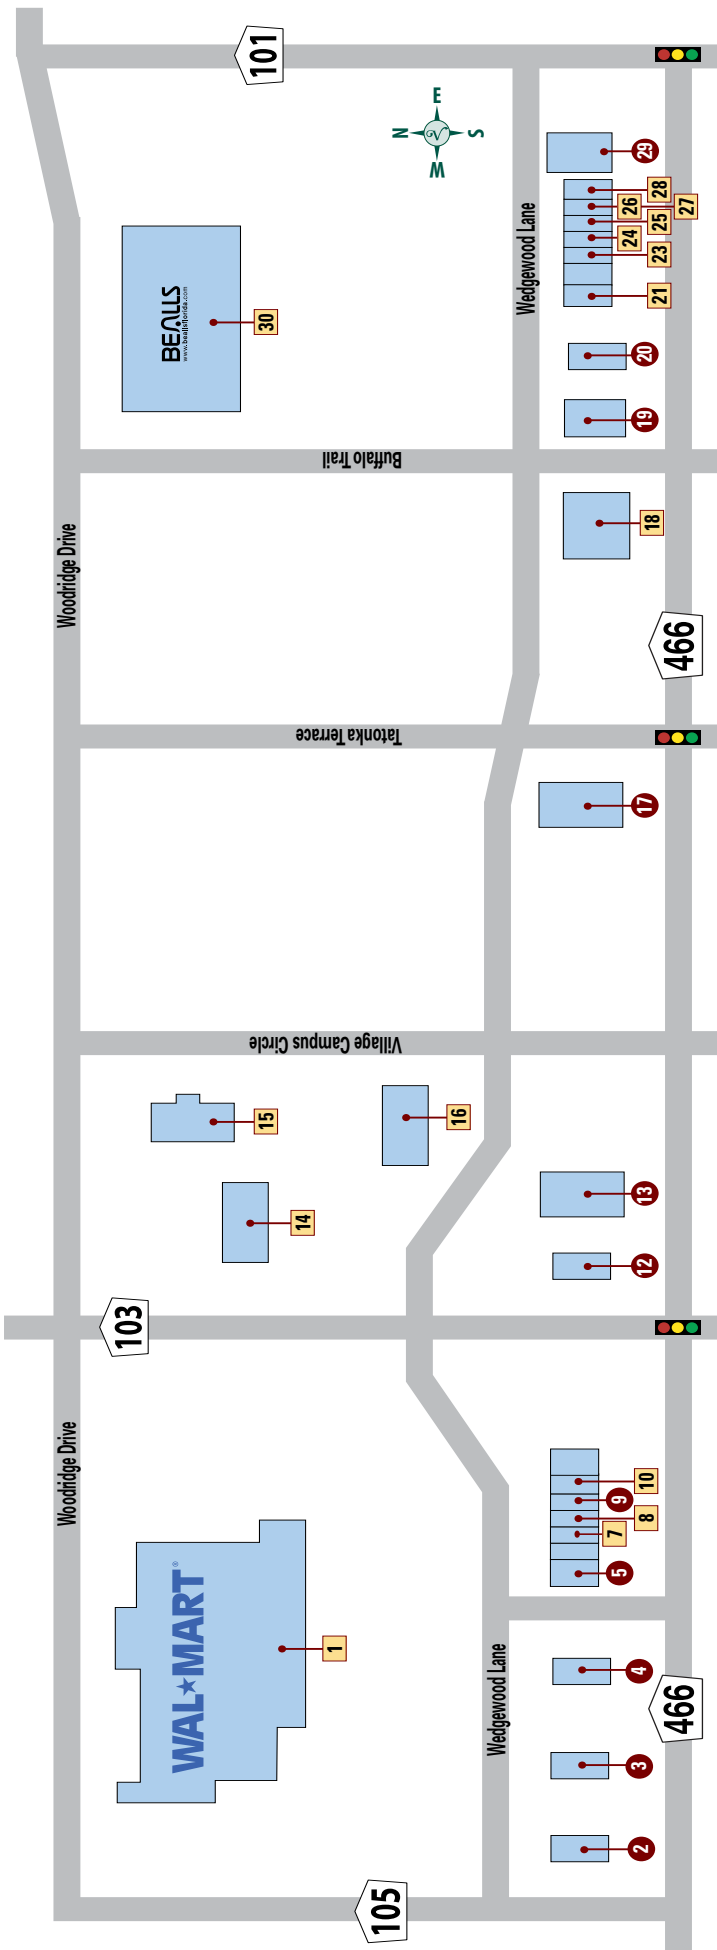 Woodridge Drive
Woodridge Drive
103
WAL★MART®
BEALLS
www.beallsflorida.com
101
15
30
14
1
Village Campus Circle
Tatonka Terrace
Buffalo Trail
105
N
W
E
S
16
Wedgewood Lane
Wedgewood Lane
2
3
4
5
7
8
9
10
12
13
17
18
19
20
21
23
24
25
26
27
28
29
466
466